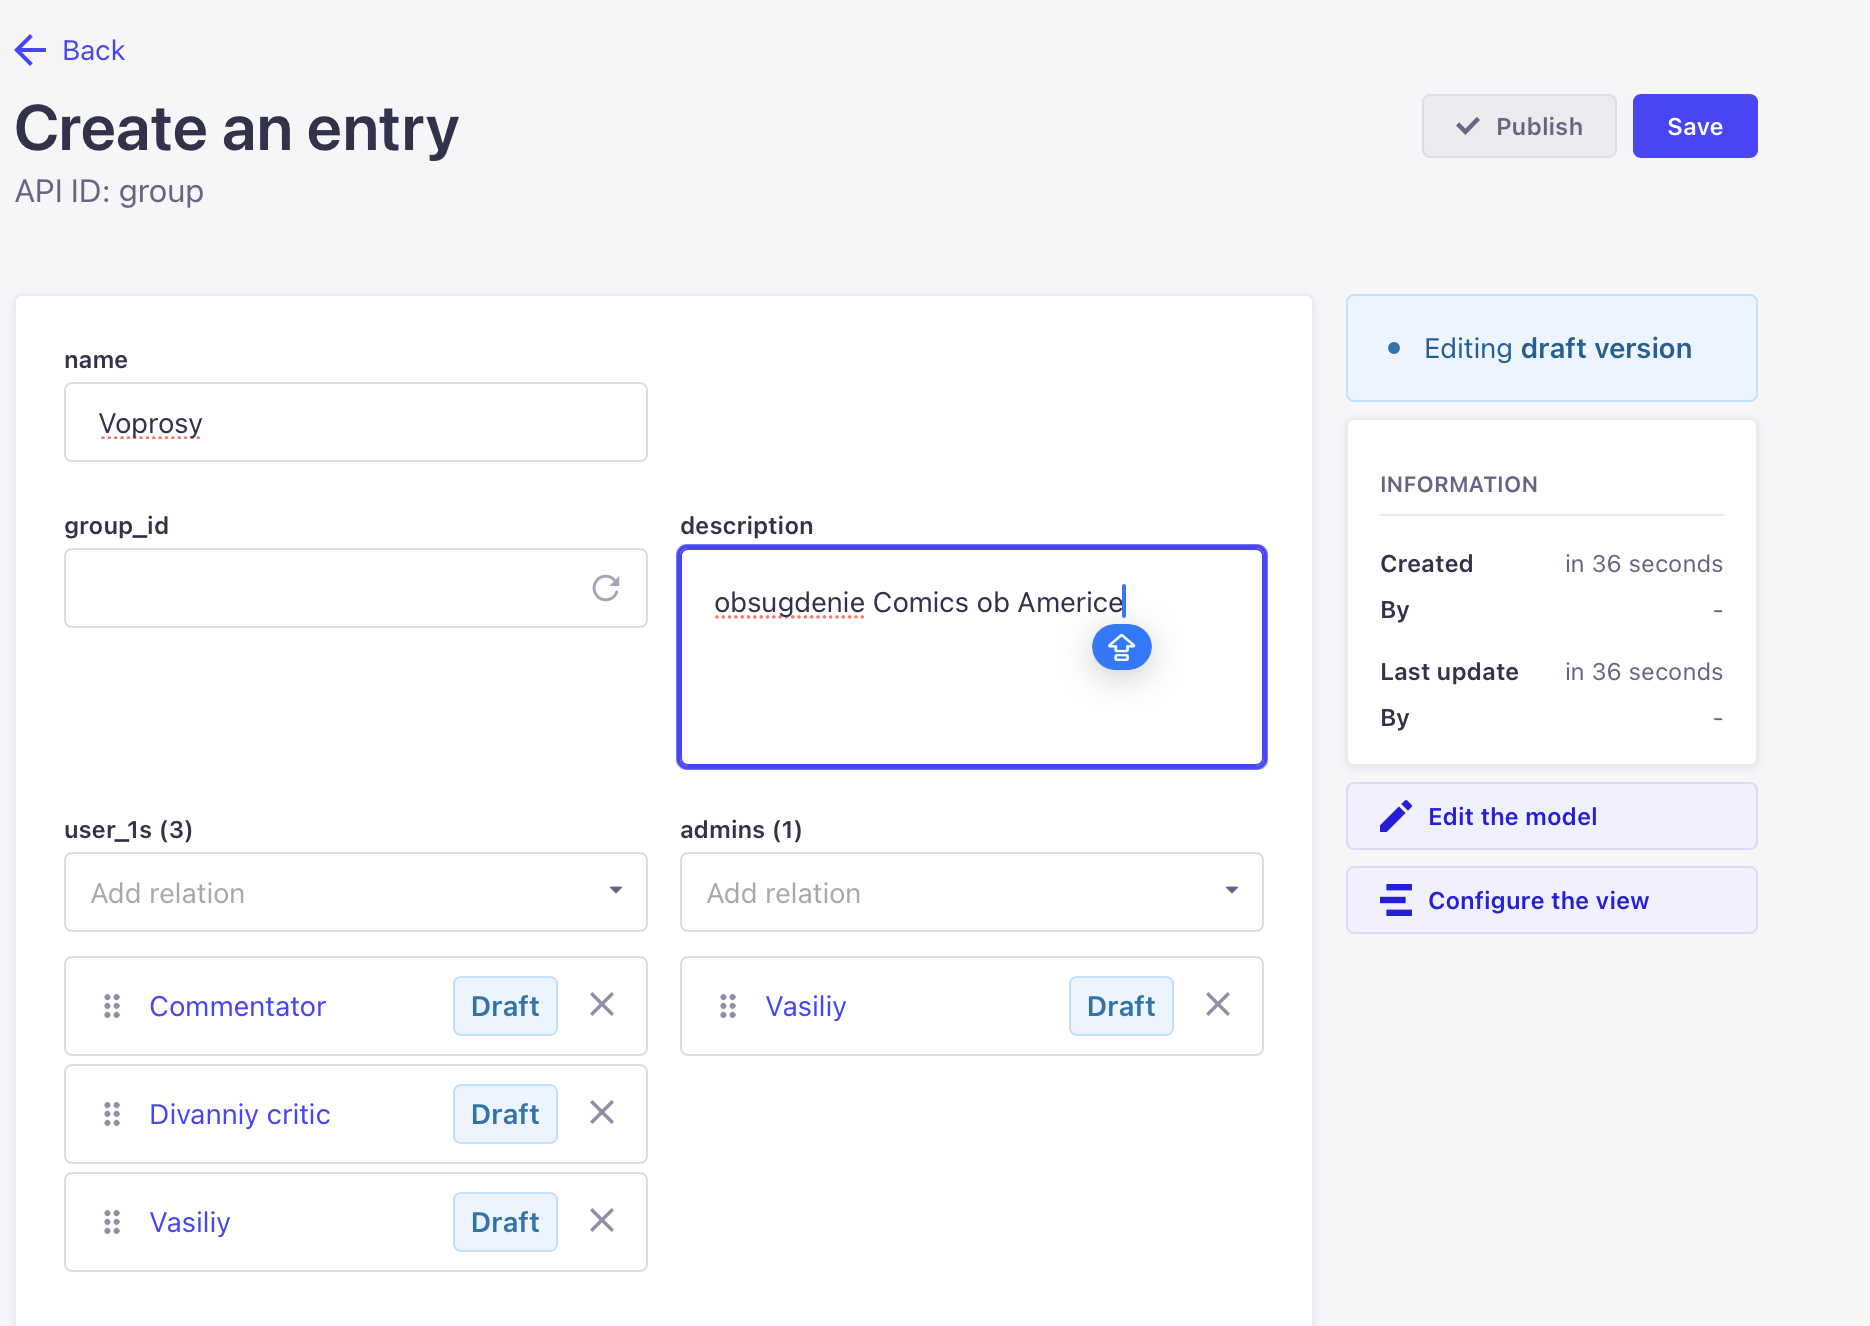 Back
Create an entry
API ID: group
Publish
Save
name
Voprosy
group_id
description
obsugdenie Comics ob Americe
user_1s (3)
Add relation
Commentator
Draft
Divanniy critic
Draft
Vasiliy
Draft
admins (1)
Add relation
Vasiliy
Draft
Editing draft version
INFORMATION
Created in 36 seconds
By -
Last update in 36 seconds
By -
Edit the model
Configure the view